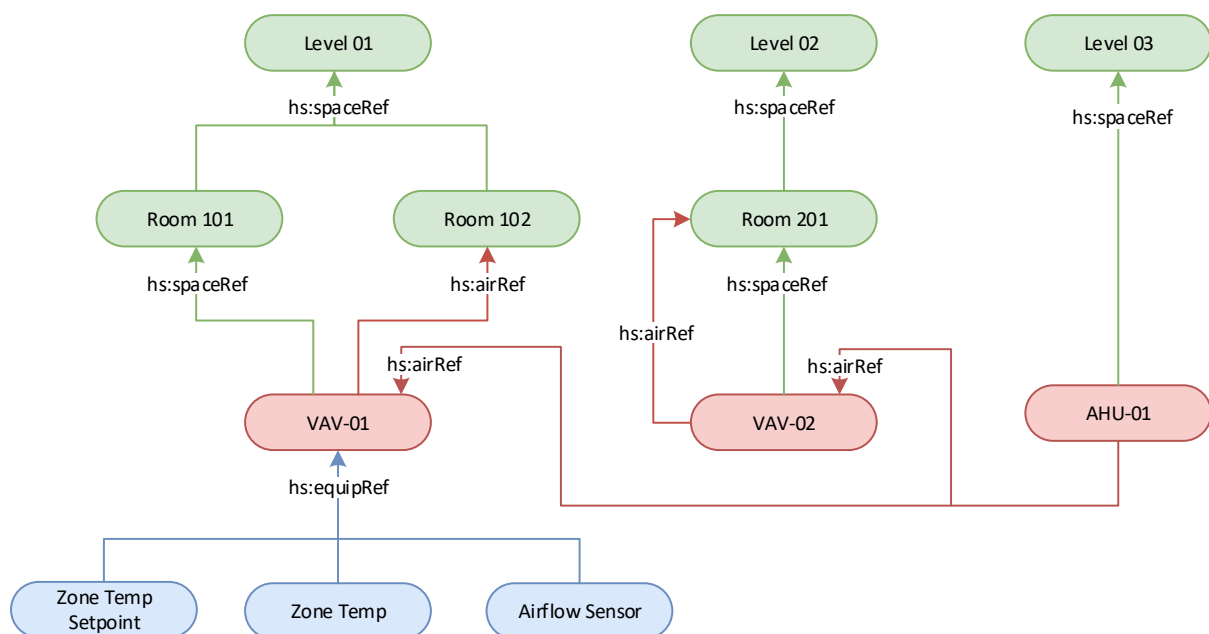 Level 01
Level 02
Level 03
hs:spaceRef
hs:spaceRef
hs:spaceRef
Room 101
Room 102
Room 201
hs:spaceRef
hs:airRef
hs:spaceRef
hs:airRef
hs:airRef
hs:airRef
VAV-01
VAV-02
AHU-01
hs:equipRef
Zone Temp
Setpoint
Zone Temp
Airflow Sensor